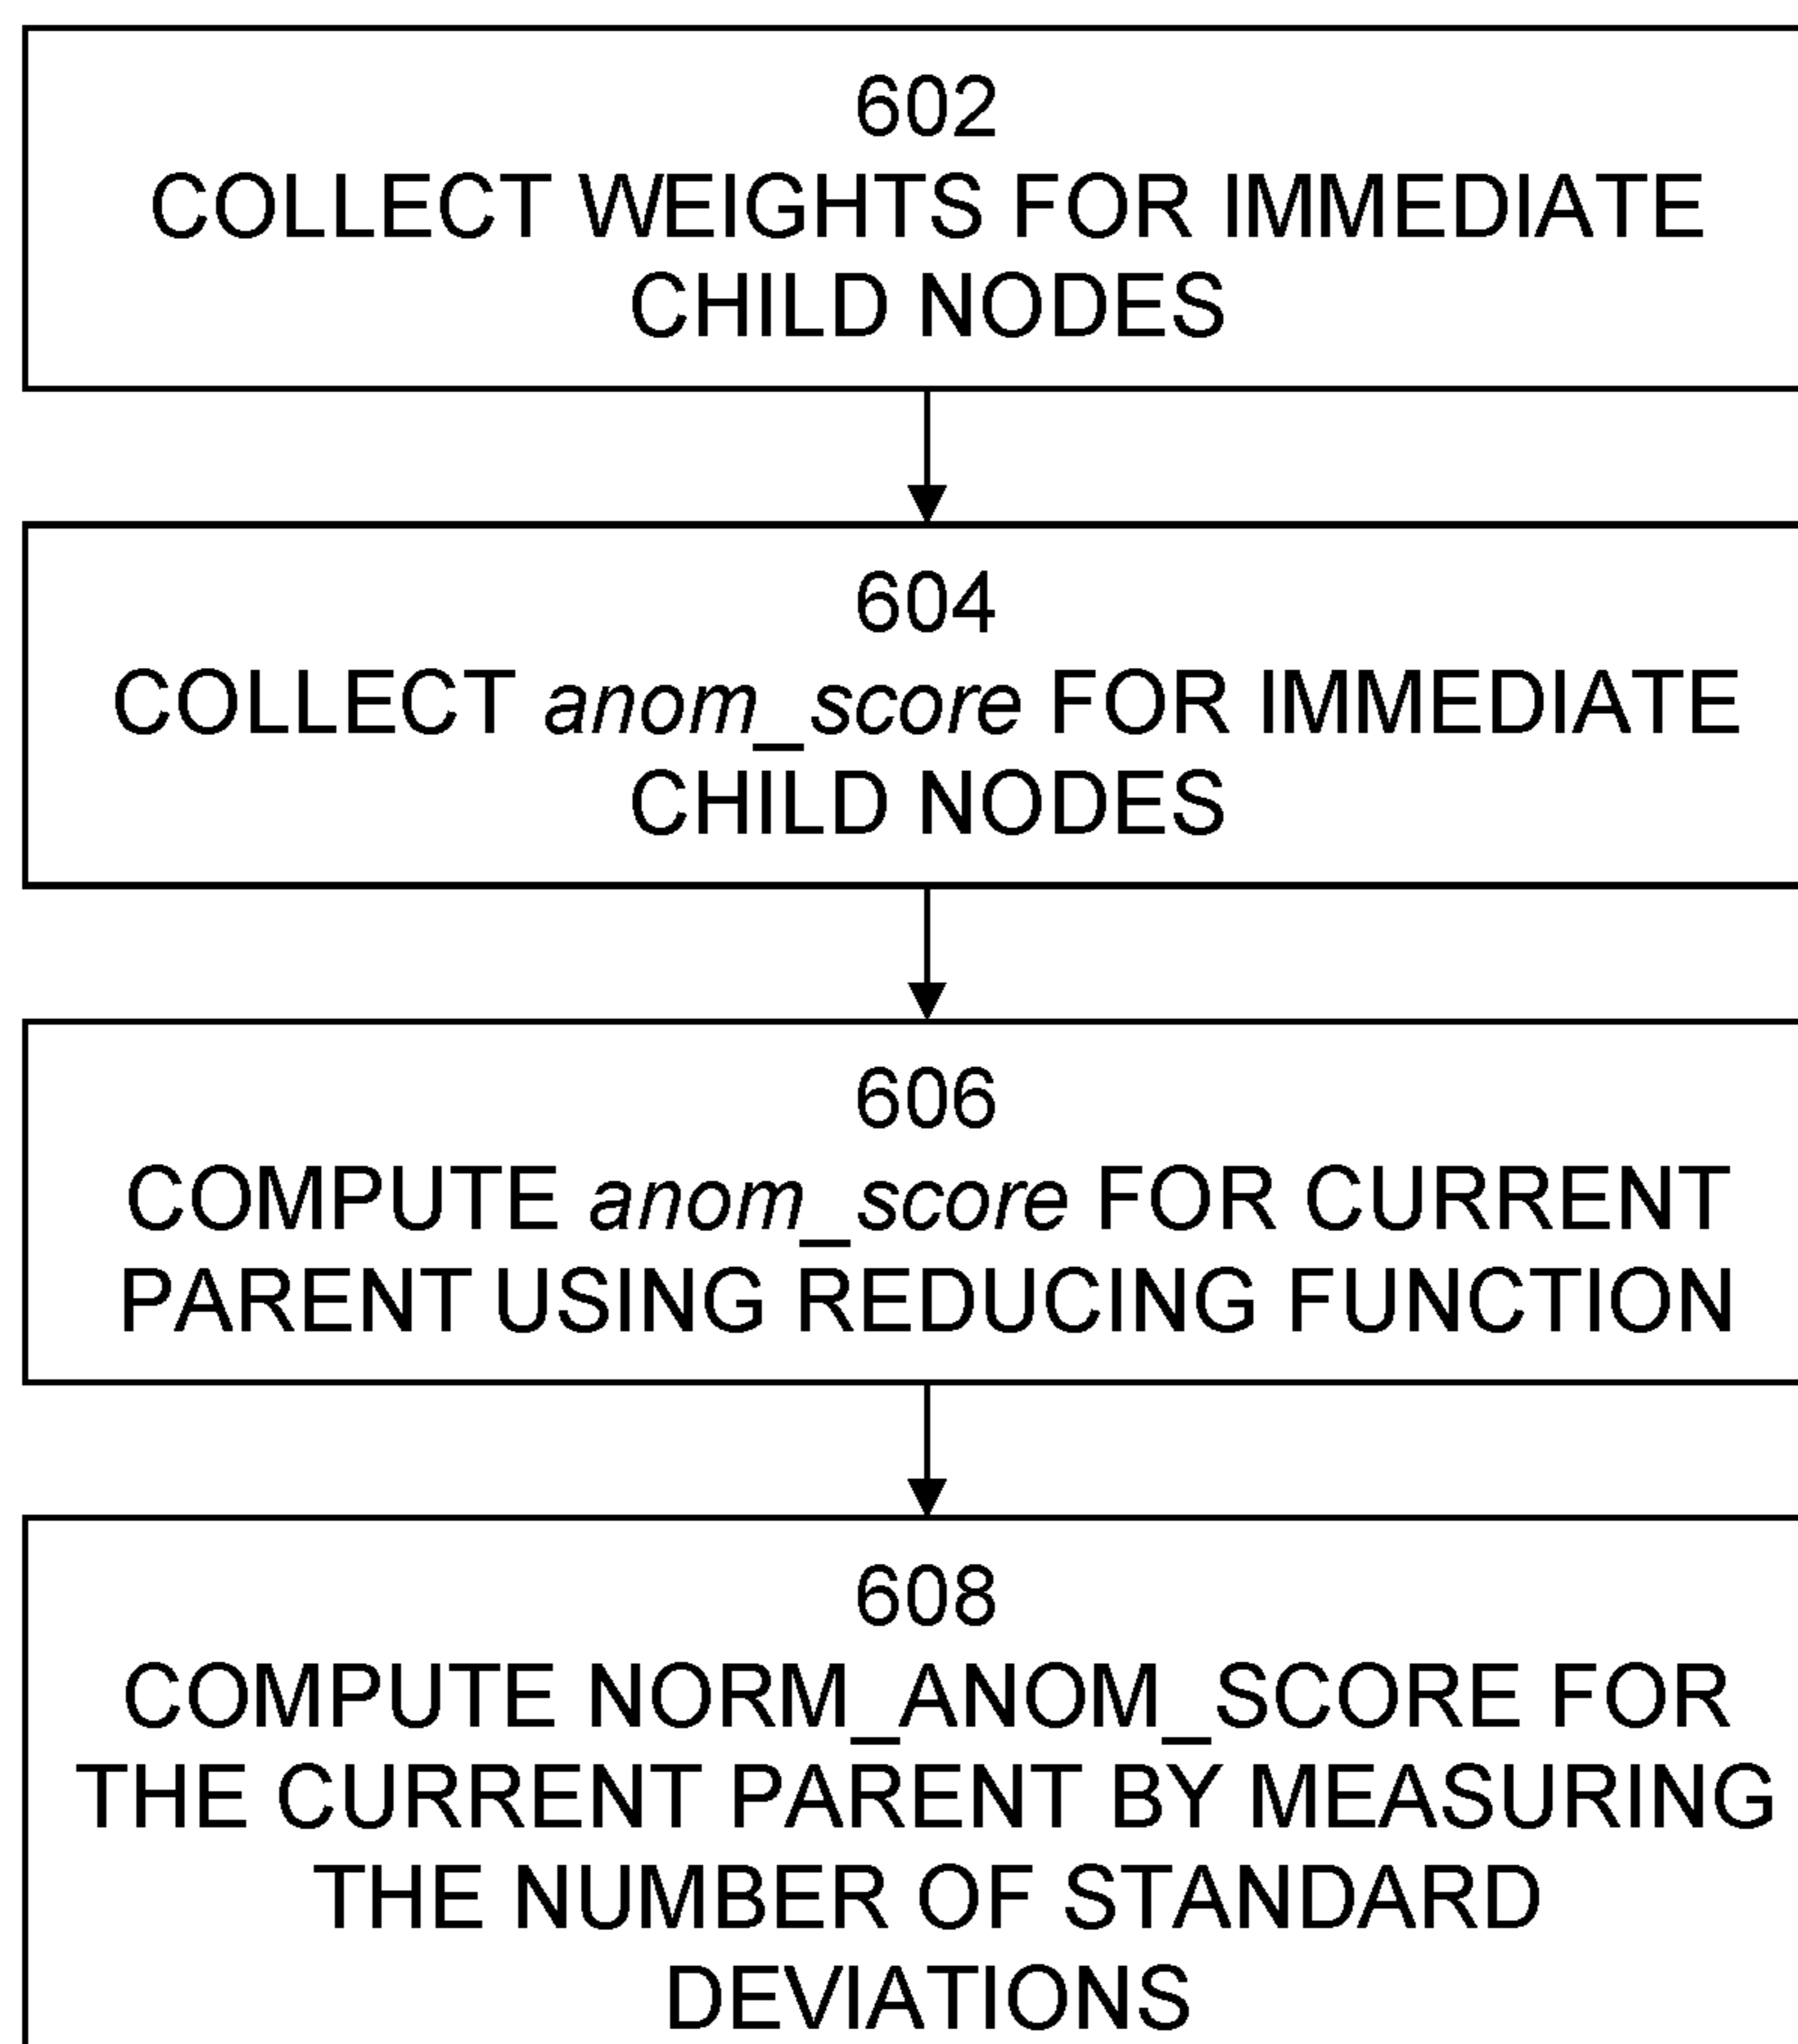 602
COLLECT WEIGHTS FOR IMMEDIATE
CHILD NODES
604
COLLECT anom_score FOR IMMEDIATE
CHILD NODES
606
COMPUTE anom_score FOR CURRENT
PARENT USING REDUCING FUNCTION
608
COMPUTE NORM_ANOM_SCORE FOR
THE CURRENT PARENT BY MEASURING
THE NUMBER OF STANDARD
DEVIATIONS